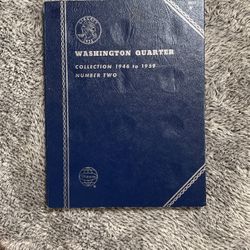 WASHINGTON QUARTER
COLLECTION 1946 to 1959
NUMBER TWO